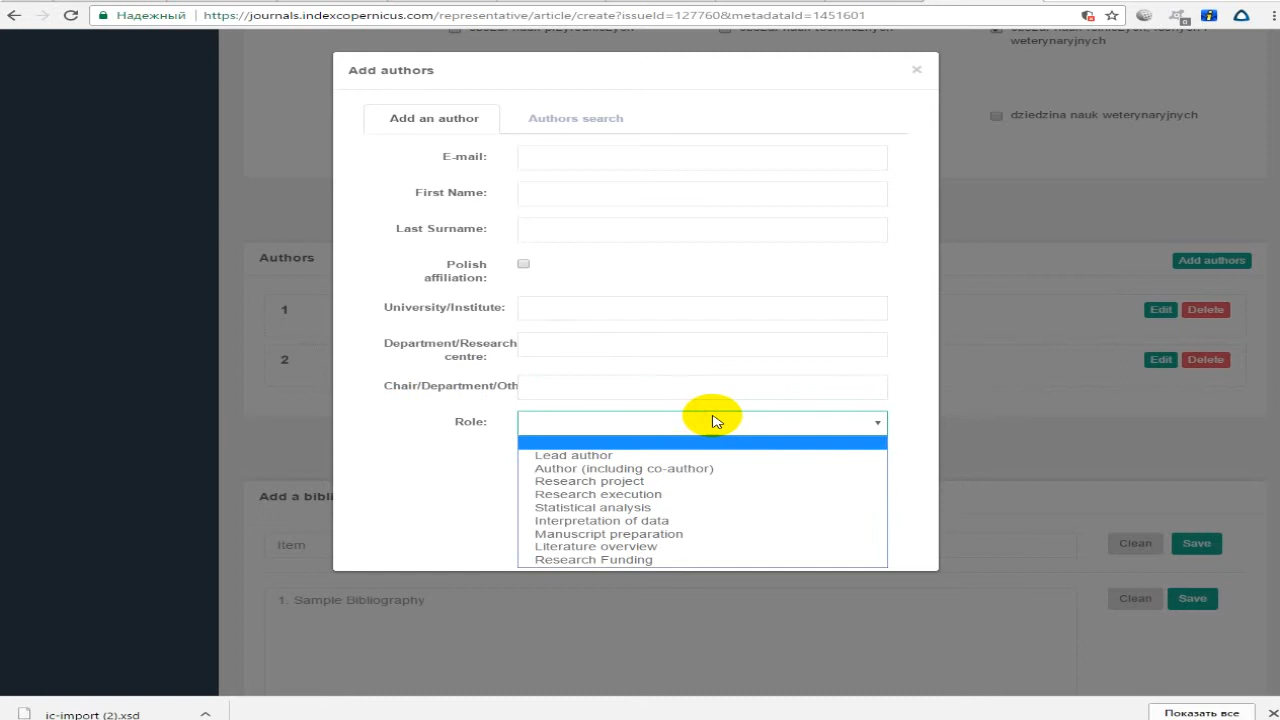 Надежный https://journals.indexcopernicus.com/representative/article/create?issueId=127760&metadataId=1451601
weterynaryjnych
Add authors ×
Add an author Authors search
dziedzina nauk weterynaryjnych
E-mail:
First Name:
Last Surname:
Polish
affiliation:
Authors Add authors
University/Institute:
1 Edit Delete
Department/Research
centre:
2 Edit Delete
Chair/Department/Oth
Role:
Lead author
Author (including co-author)
Research project
Research execution
Statistical analysis
Interpretation of data
Manuscript preparation
Literature overview
Research Funding
Add a bibli
Item Clean Save
1. Sample Bibliography Clean Save
ic-import (2).xsd Показать все